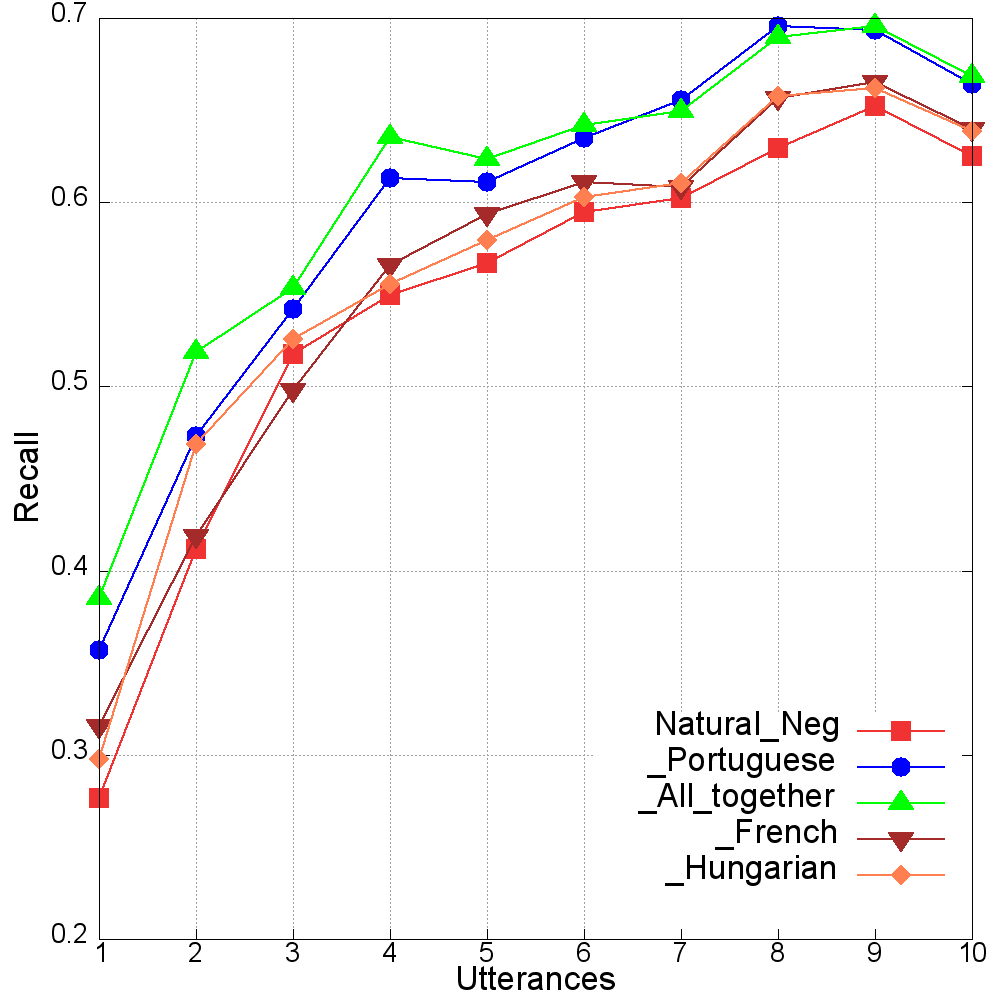 0.7
0.6
0.5
0.4
0.3
0.2
Recall
1 2 3 4 5 6 7 8 9 10
Utterances
Natural_Neg
_Portuguese
_All_together
_French
_Hungarian